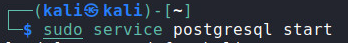 ┌──(kali㉿kali)-[~]
└─$ sudo service postgresql start